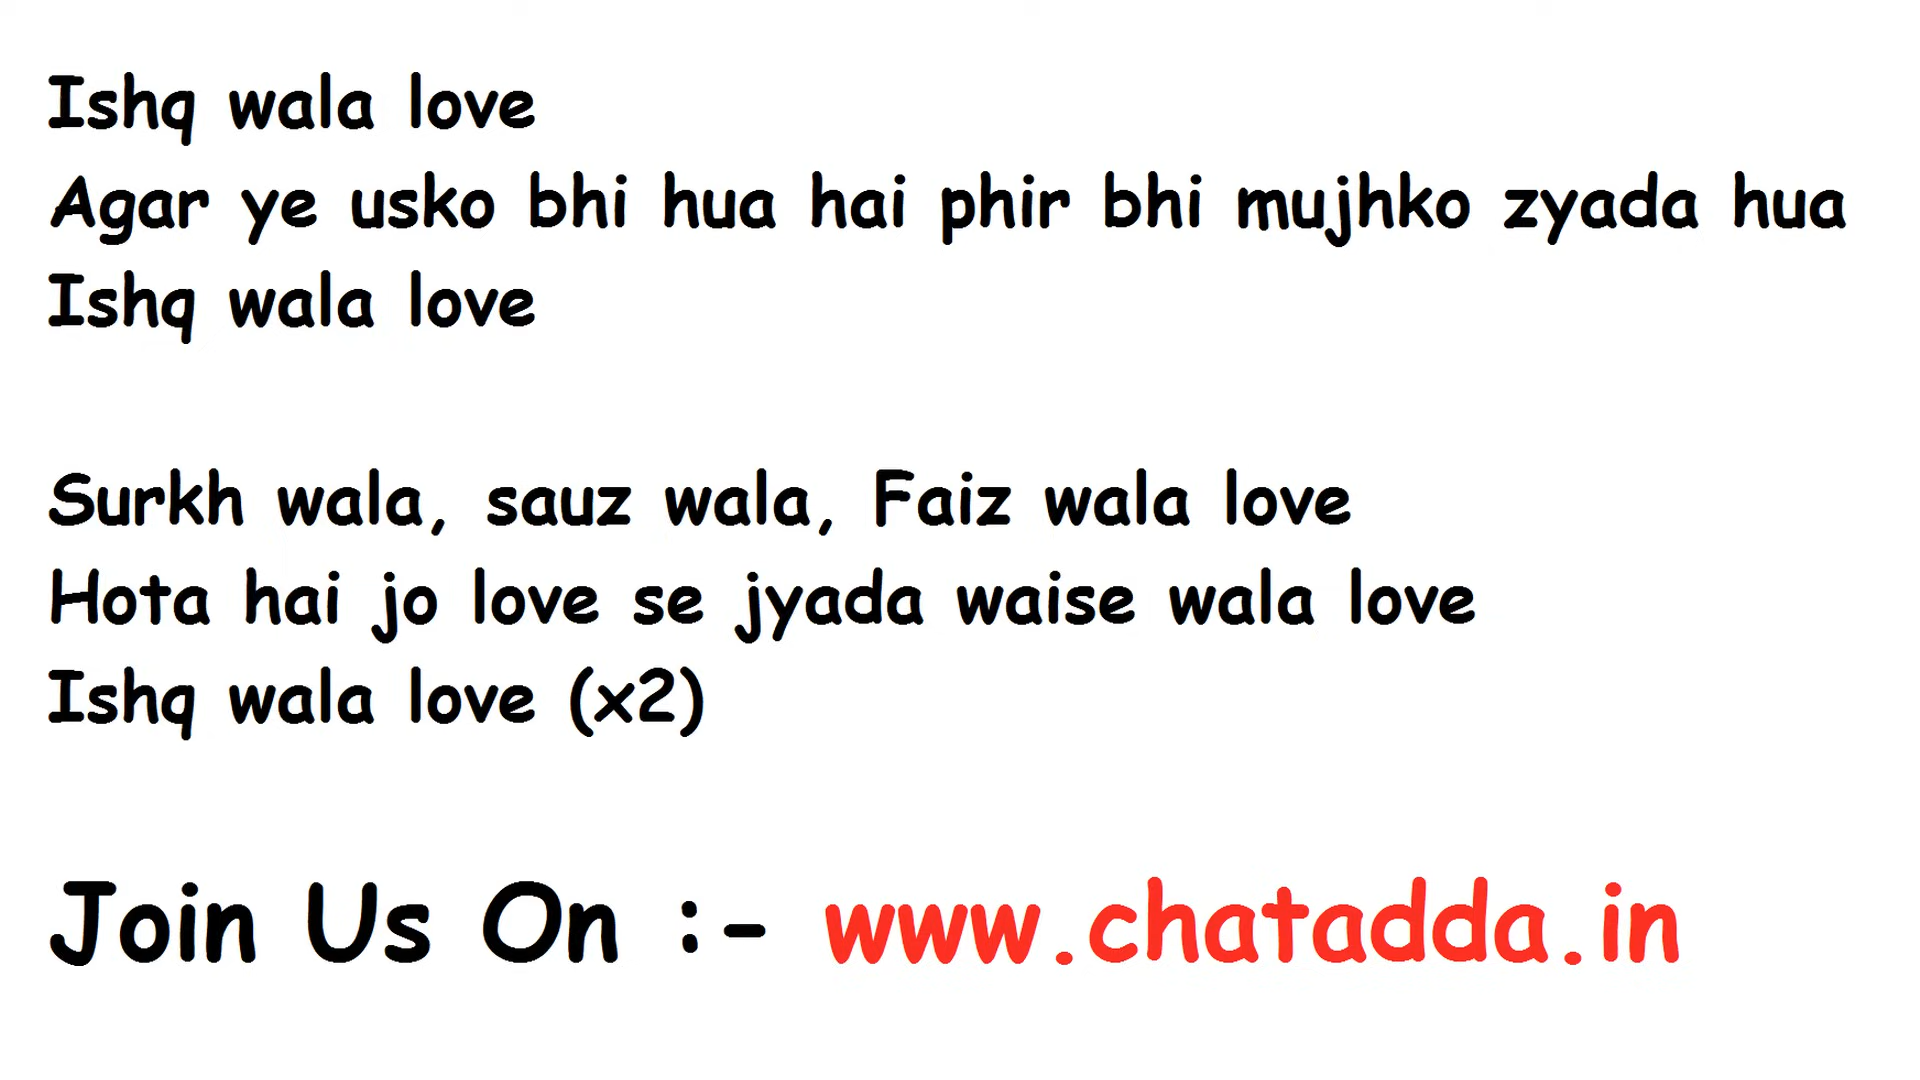 Ishq wala love
Agar ye usko bhi hua hai phir bhi mujhko zyada hua
Ishq wala love
Surkh wala, sauz wala, Faiz wala love
Hota hai jo love se jyada waise wala love
Ishq wala love (x2)
Join Us On :- www.chatadda.in